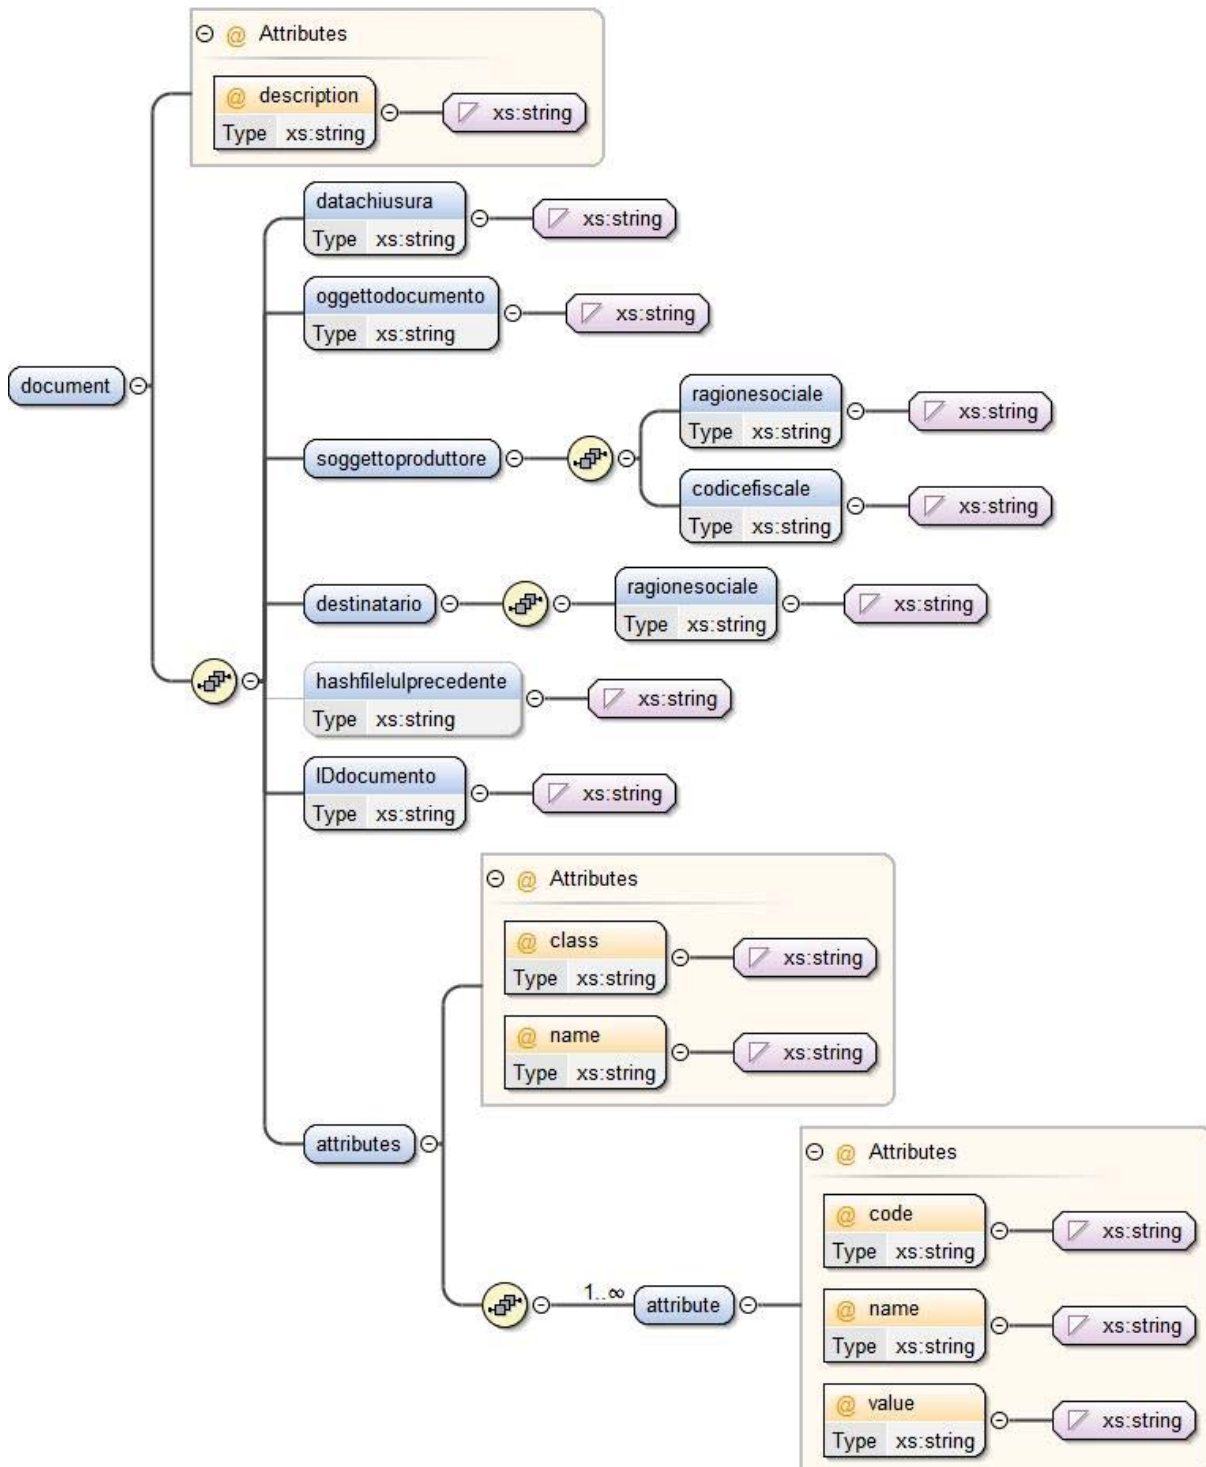 @ Attributes
@ description
Type xs:string
xs:string
datachiusura
Type xs:string
xs:string
oggettodocumento
Type xs:string
xs:string
document
ragionesociale
Type xs:string
xs:string
soggettoproduttore
codicefiscale
Type xs:string
xs:string
destinatario
ragionesociale
Type xs:string
xs:string
hashfilelulprecedente
Type xs:string
xs:string
IDdocumento
Type xs:string
xs:string
@ Attributes
@ class
Type xs:string
xs:string
@ name
Type xs:string
xs:string
attributes
@ Attributes
@ code
Type xs:string
xs:string
1..∞
attribute
@ name
Type xs:string
xs:string
@ value
Type xs:string
xs:string